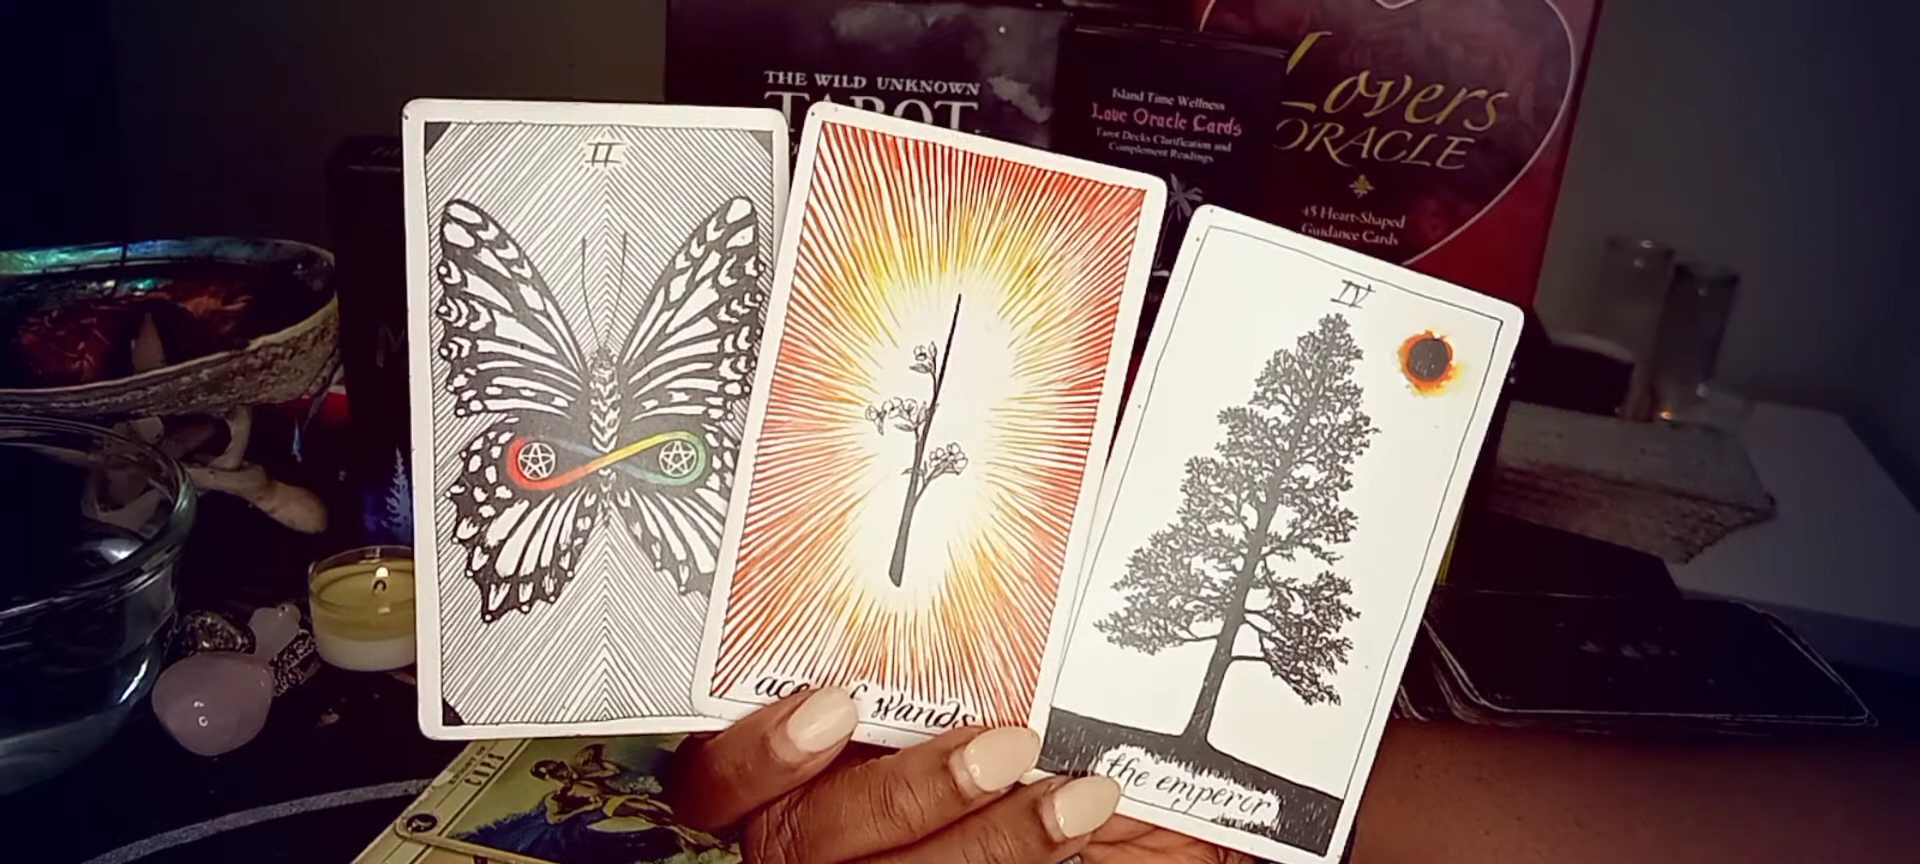 THE WILD UNKNOWN
TAROT
Island Time Wellness
Love Oracle Cards
Tarot Decks Clarification and
Complement Readings
Lovers
ORACLE
45 Heart-Shaped
Guidance Cards
II
ace of wands
IV
the emperor
CUPS